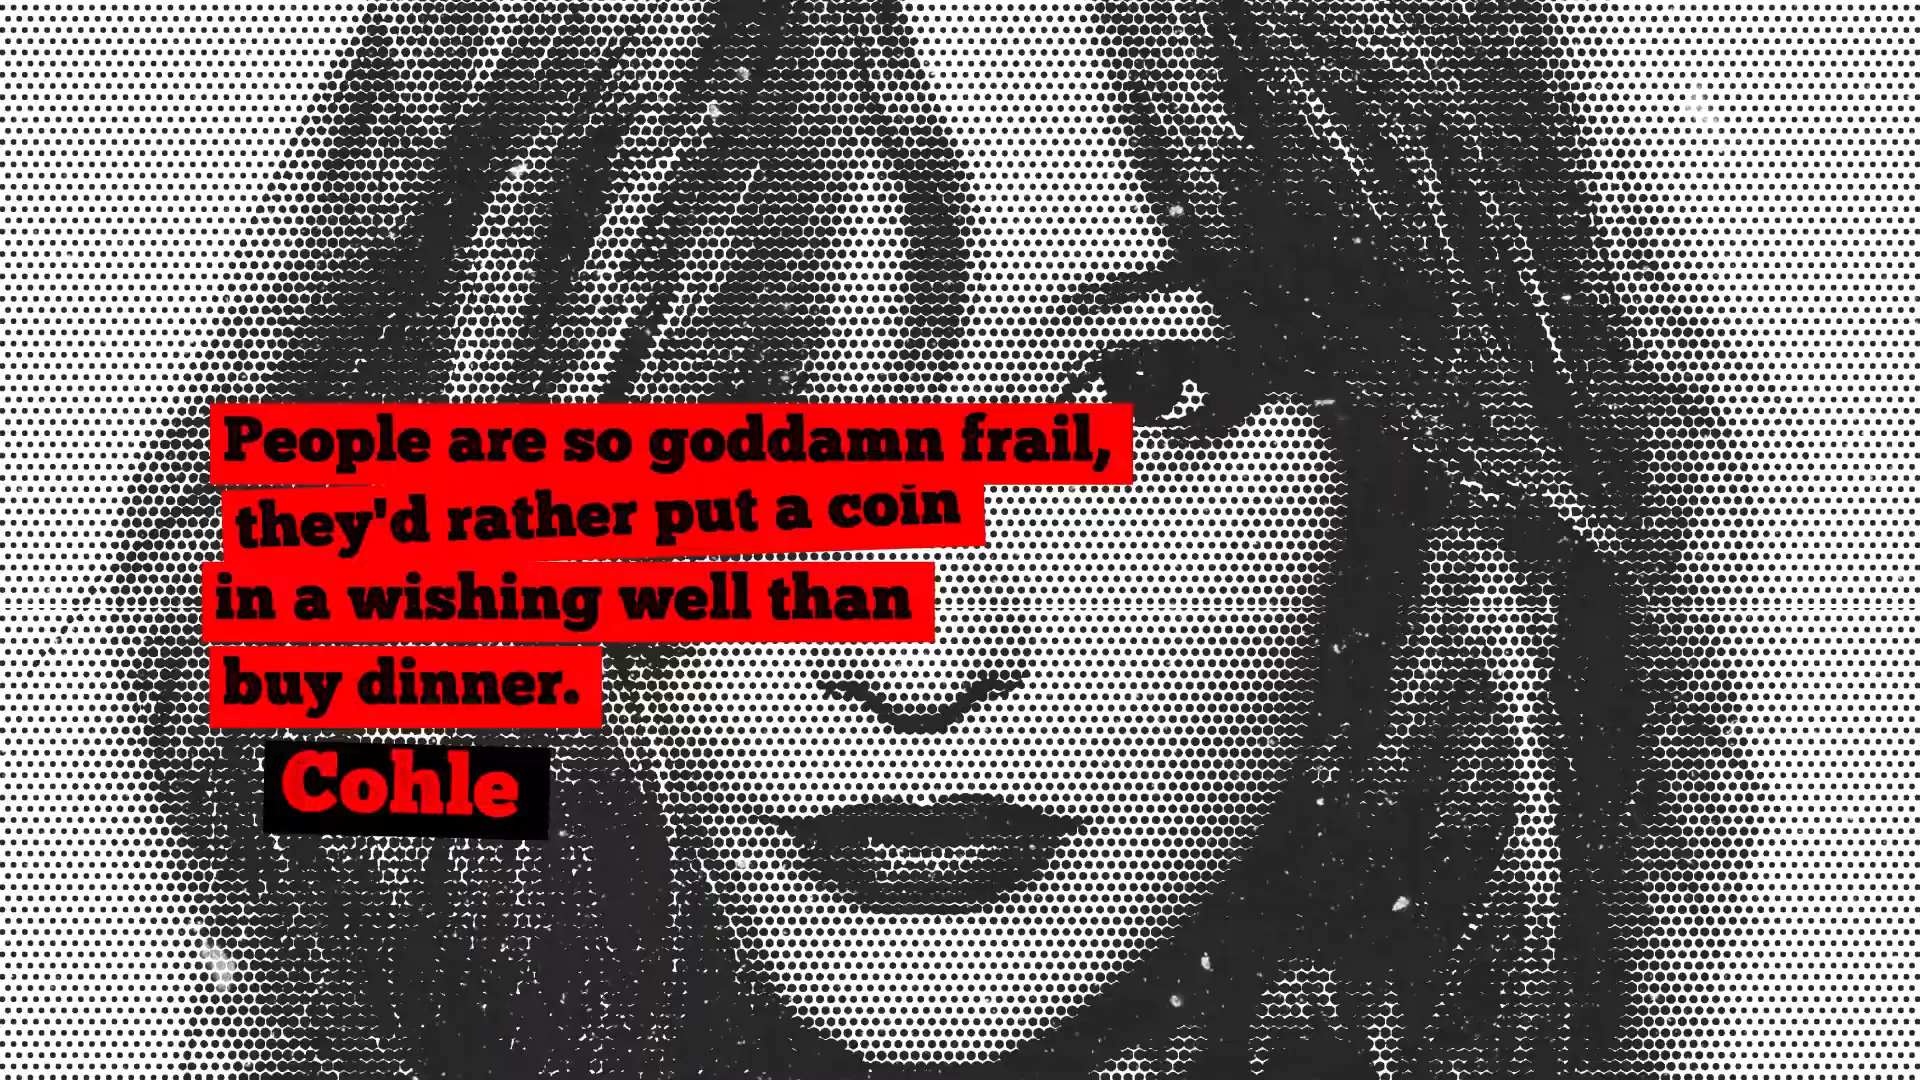 People are so goddamn frail,
they'd rather put a coin
in a wishing well than
buy dinner.
Cohle